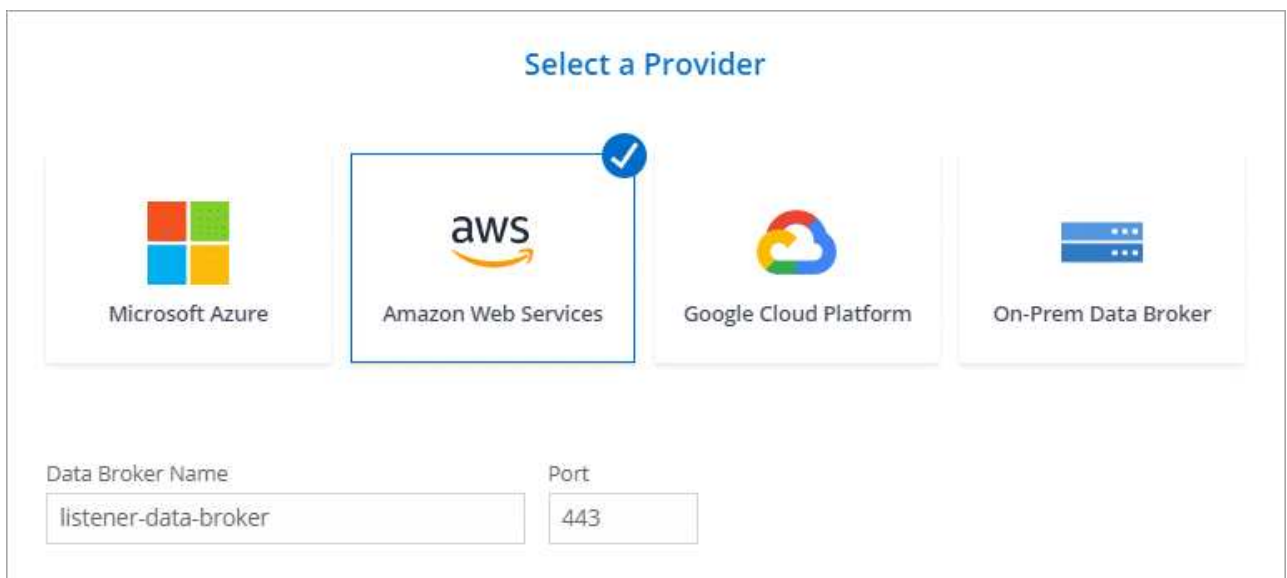 Select a Provider
aws
Microsoft Azure
Amazon Web Services
Google Cloud Platform
On-Prem Data Broker
Data Broker Name
Port
listener-data-broker
443